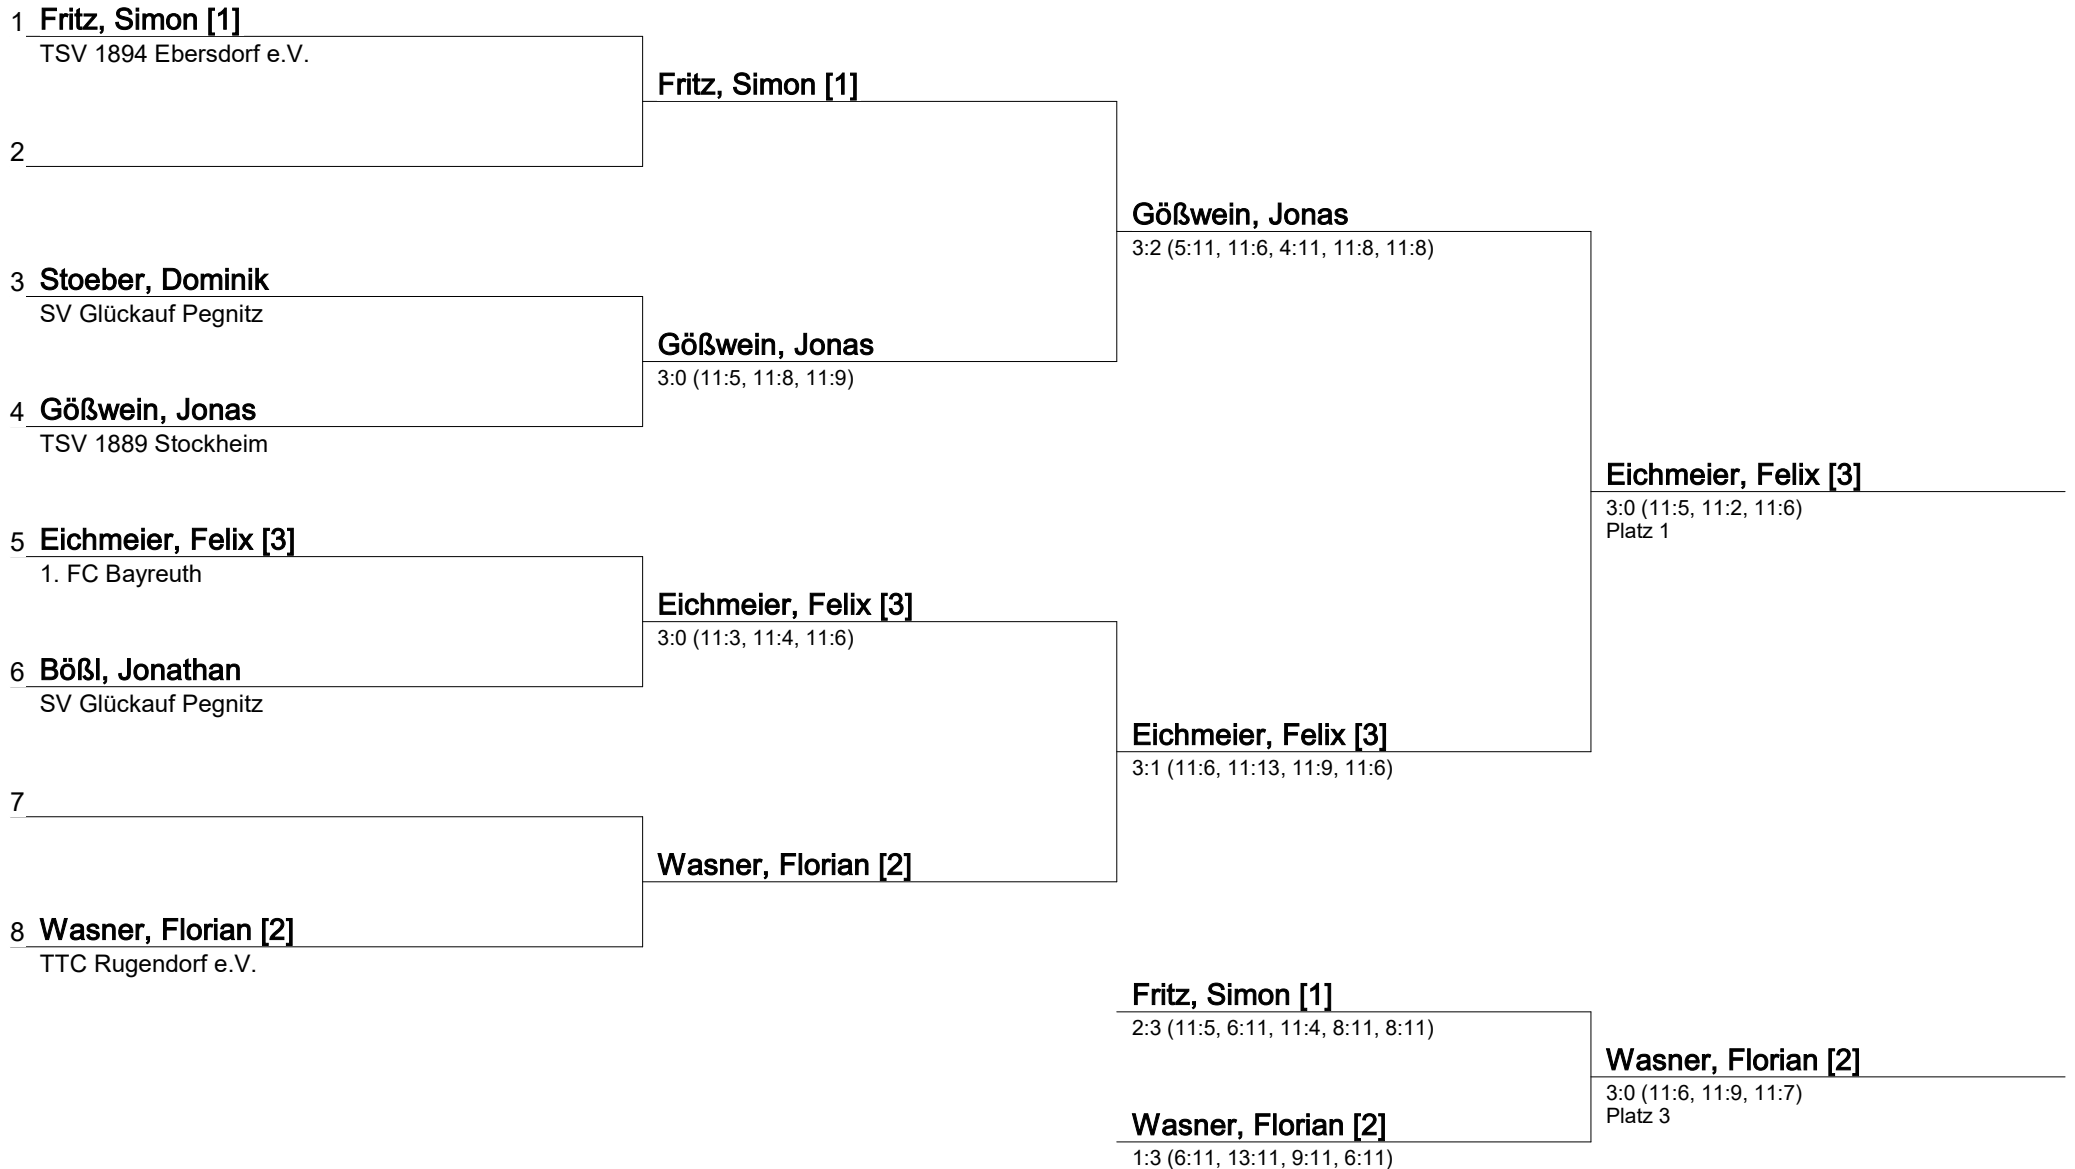 1 Fritz, Simon [1]
TSV 1894 Ebersdorf e.V.
Fritz, Simon [1]
2
Gößwein, Jonas
3:2 (5:11, 11:6, 4:11, 11:8, 11:8)
3 Stoeber, Dominik
SV Glückauf Pegnitz
Gößwein, Jonas
3:0 (11:5, 11:8, 11:9)
4 Gößwein, Jonas
TSV 1889 Stockheim
Eichmeier, Felix [3]
3:0 (11:5, 11:2, 11:6)
Platz 1
5 Eichmeier, Felix [3]
1. FC Bayreuth
Eichmeier, Felix [3]
3:0 (11:3, 11:4, 11:6)
6 Bößl, Jonathan
SV Glückauf Pegnitz
Eichmeier, Felix [3]
3:1 (11:6, 11:13, 11:9, 11:6)
7
Wasner, Florian [2]
8 Wasner, Florian [2]
TTC Rugendorf e.V.
Fritz, Simon [1]
2:3 (11:5, 6:11, 11:4, 8:11, 8:11)
Wasner, Florian [2]
3:0 (11:6, 11:9, 11:7)
Platz 3
Wasner, Florian [2]
1:3 (6:11, 13:11, 9:11, 6:11)